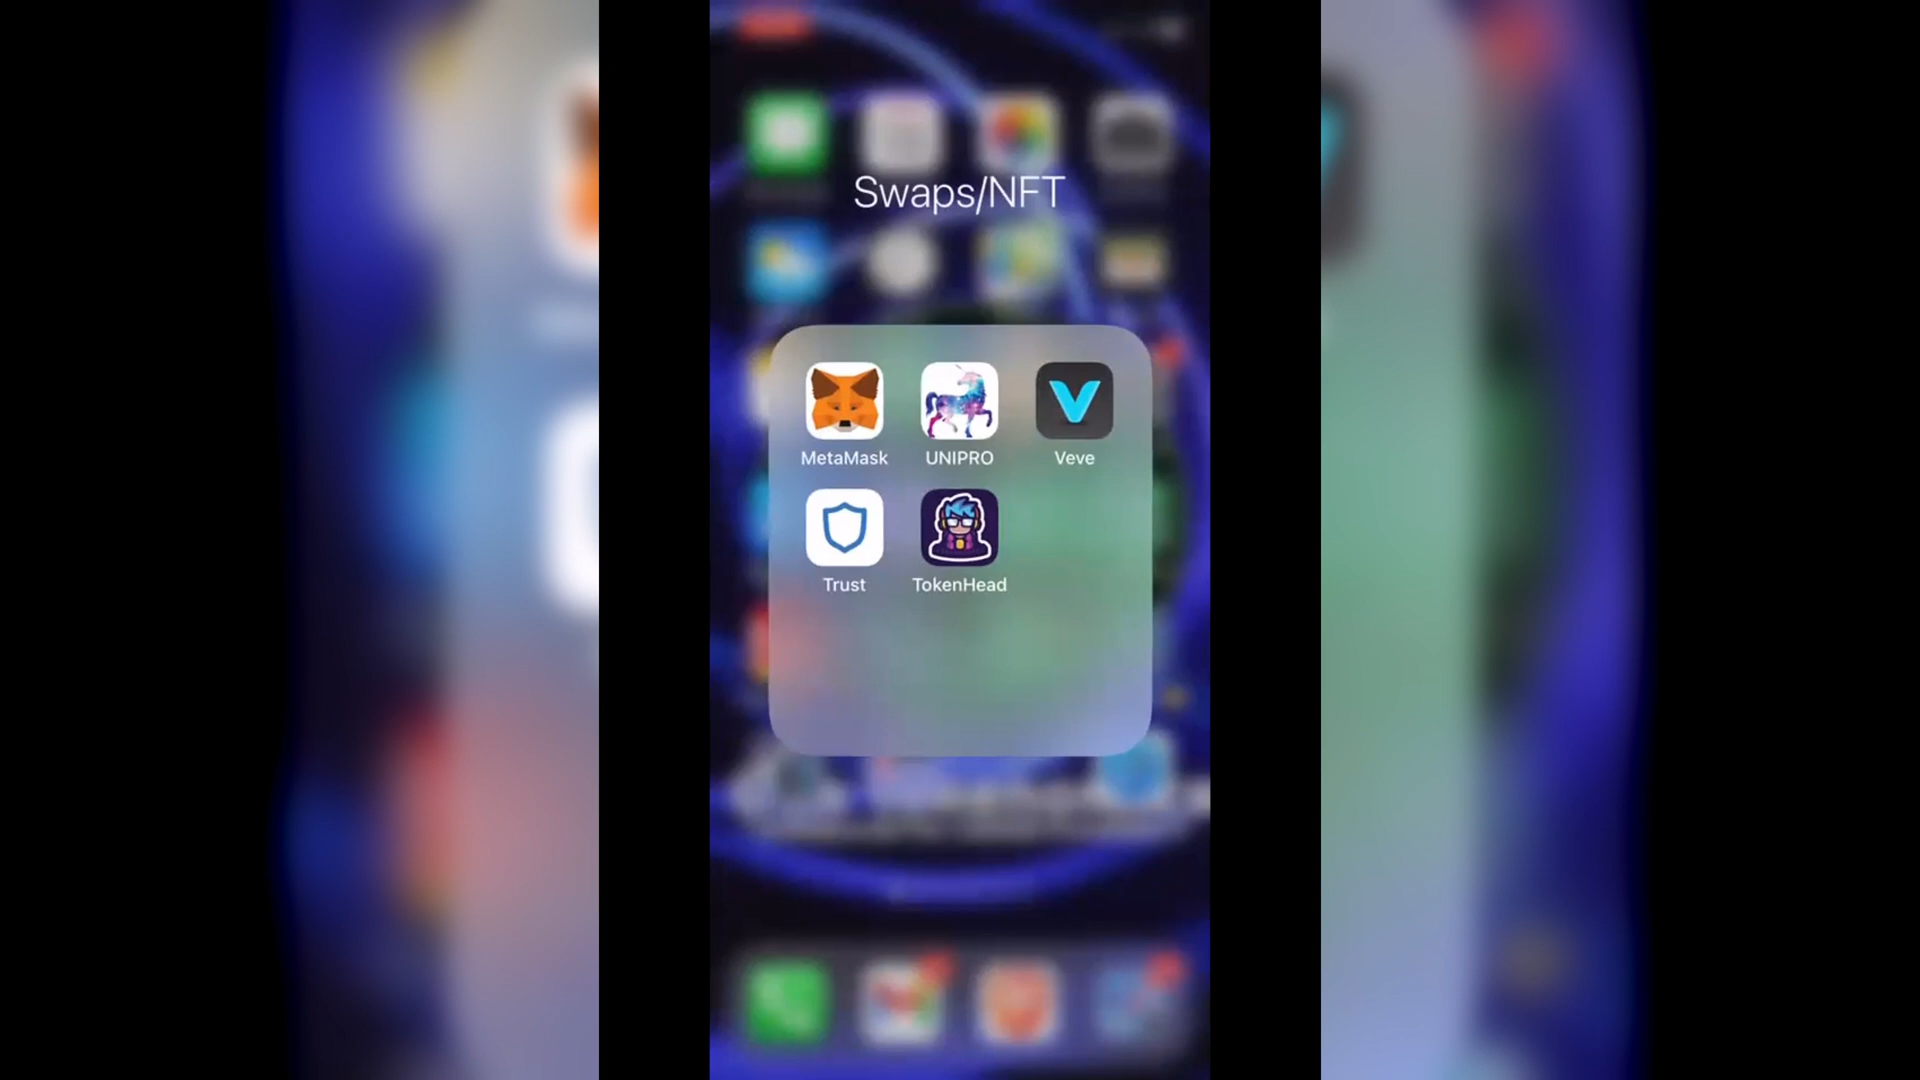 Swaps/NFT
MetaMask
UNIPRO
Veve
Trust
TokenHead